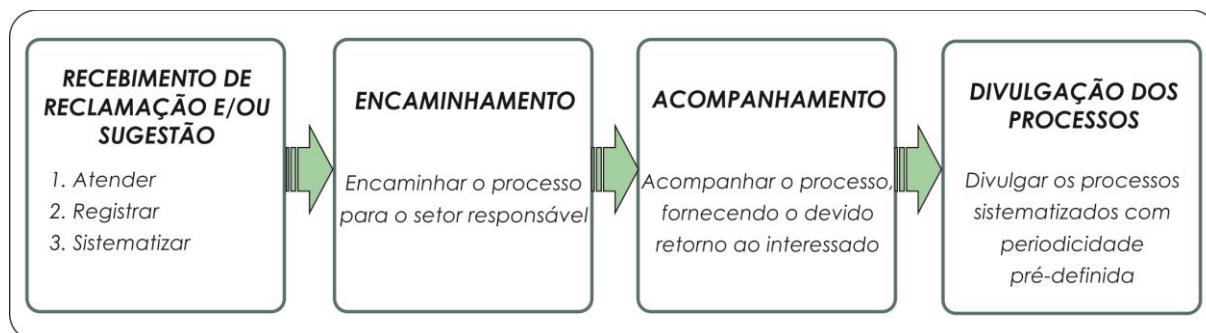 RECEBIMENTO DE
RECLAMAÇÃO E/OU
SUGESTÃO
1. Atender
2. Registrar
3. Sistematizar
ENCAMINHAMENTO
Encaminhar o processo
para o setor responsável
ACOMPANHAMENTO
Acompanhar o processo,
fornecendo o devido
retorno ao interessado
DIVULGAÇÃO DOS
PROCESSOS
Divulgar os processos
sistematizados com
periodicidade
pré-definida